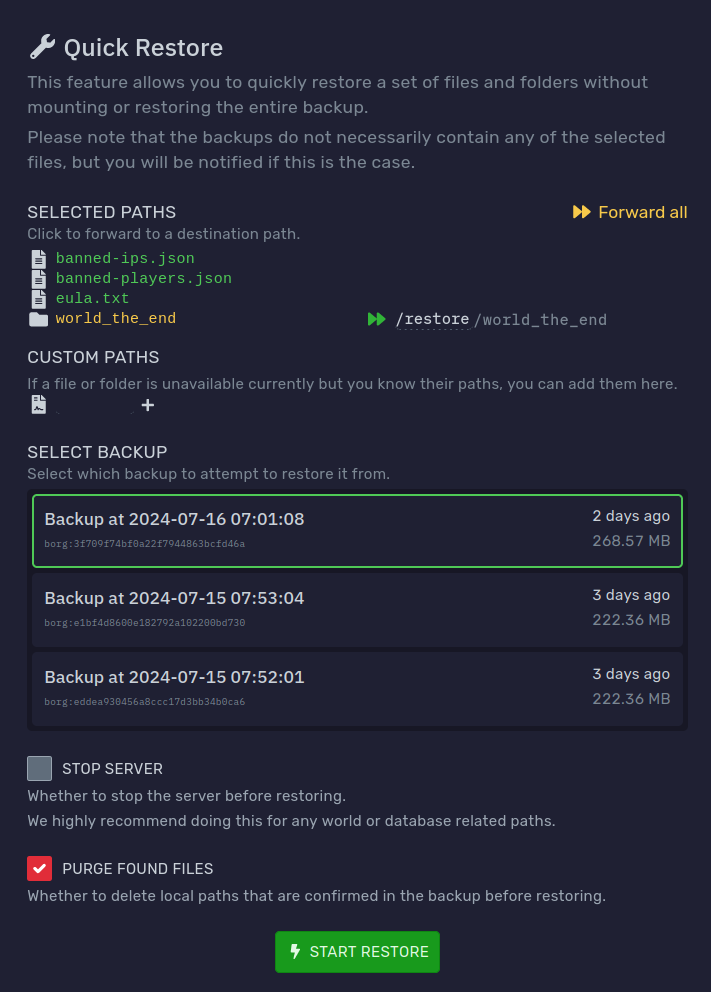 Quick Restore
This feature allows you to quickly restore a set of files and folders without
mounting or restoring the entire backup.
Please note that the backups do not necessarily contain any of the selected
files, but you will be notified if this is the case.
SELECTED PATHS
Forward all
Click to forward to a destination path.
banned-ips.json
banned-players.json
eula.txt
world_the_end
/restore/world_the_end
CUSTOM PATHS
If a file or folder is unavailable currently but you know their paths, you can add them here.
+
SELECT BACKUP
Select which backup to attempt to restore it from.
Backup at 2024-07-16 07:01:08
2 days ago
borg:3f709f74bf0a22f7944863bcfd46a
268.57 MB
Backup at 2024-07-15 07:53:04
3 days ago
borg:e1bf4d8600e182792a102200bd730
222.36 MB
Backup at 2024-07-15 07:52:01
3 days ago
borg:eddea930456a8ccc17d3bb34b0ca6
222.36 MB
STOP SERVER
Whether to stop the server before restoring.
We highly recommend doing this for any world or database related paths.
PURGE FOUND FILES
Whether to delete local paths that are confirmed in the backup before restoring.
START RESTORE